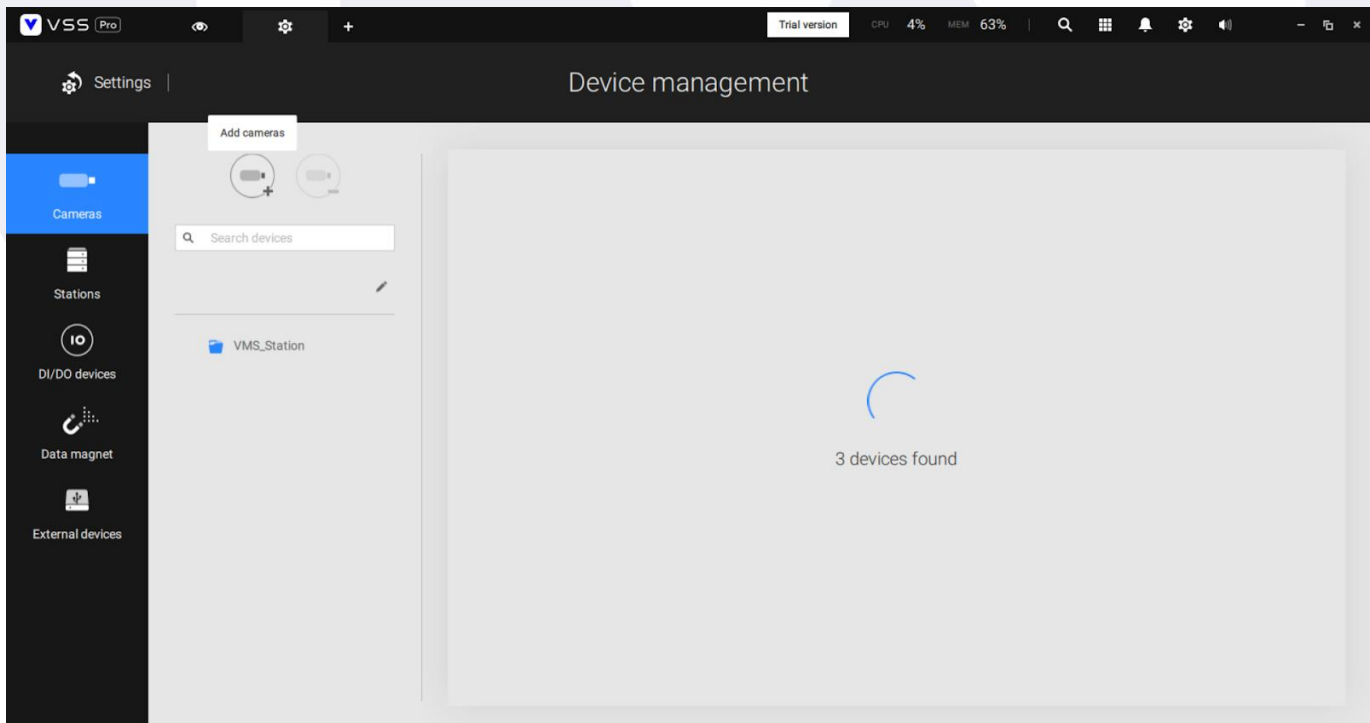 VSS Pro
Trial version CPU 4% MEM 63%
Settings
Device management
Add cameras
Cameras
Search devices
Stations
VMS_Station
IO
DI/DO devices
Data magnet
3 devices found
External devices